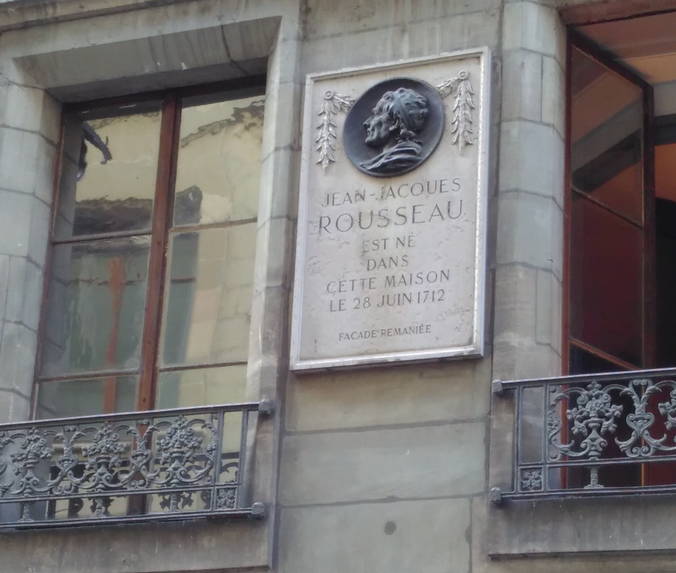 JEAN-JACQUES
ROUSSEAU
EST NÉ
DANS
CETTE MAISON
LE 28 JUIN 1712
FAÇADE REMANIÉE